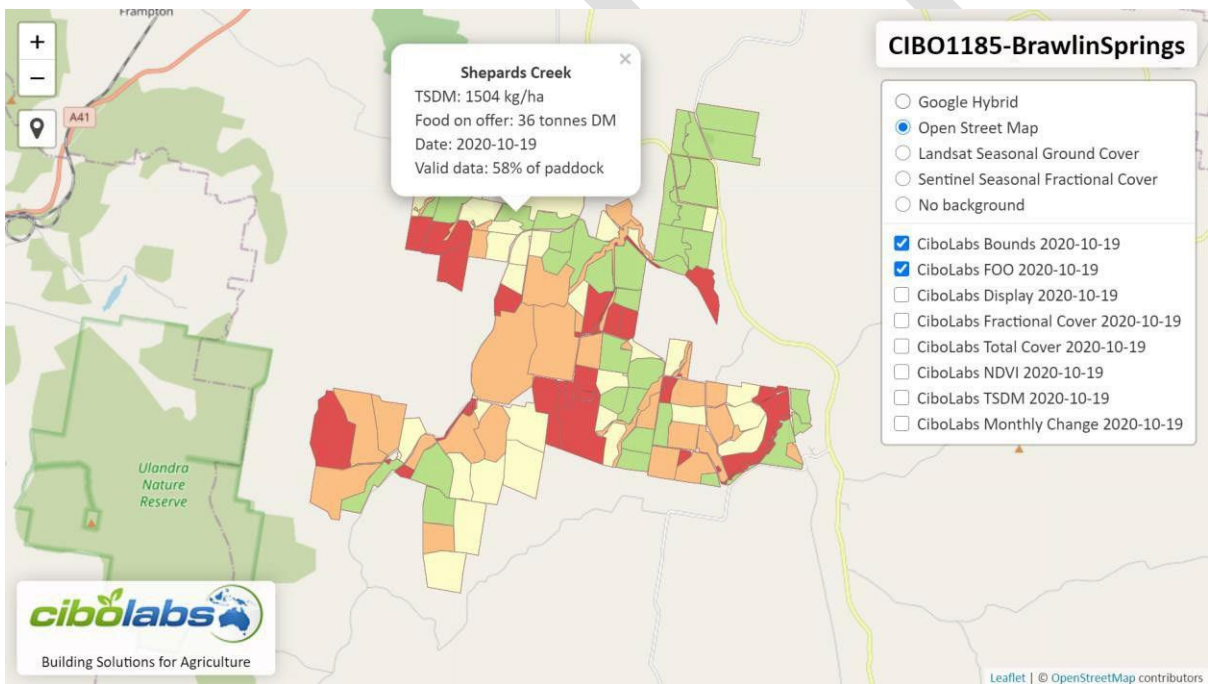 Frampton
+
−
A41
Shepards Creek
×
TSDM: 1504 kg/ha
Food on offer: 36 tonnes DM
Date: 2020-10-19
Valid data: 58% of paddock
CIBO1185-BrawlinSprings
Google Hybrid
Open Street Map
Landsat Seasonal Ground Cover
Sentinel Seasonal Fractional Cover
No background
CiboLabs Bounds 2020-10-19
CiboLabs FOO 2020-10-19
CiboLabs Display 2020-10-19
CiboLabs Fractional Cover 2020-10-19
CiboLabs Total Cover 2020-10-19
CiboLabs NDVI 2020-10-19
CiboLabs TSDM 2020-10-19
CiboLabs Monthly Change 2020-10-19
Ulandra
Nature
Reserve
cibolabs
Building Solutions for Agriculture
Leaflet | © OpenStreetMap contributors